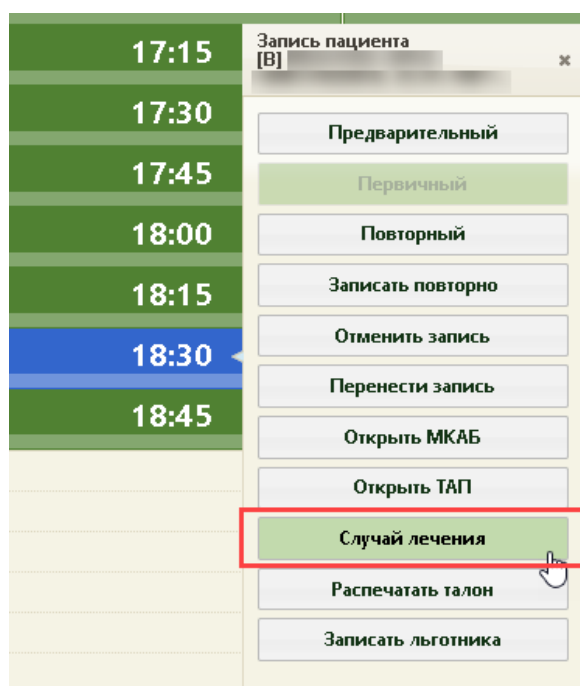 17:15
17:30
17:45
18:00
18:15
18:30
18:45
Запись пациента
[В]
Предварительный
Первичный
Повторный
Записать повторно
Отменить запись
Перенести запись
Открыть МКАБ
Открыть ТАП
Случай лечения
Распечатать талон
Записать льготника